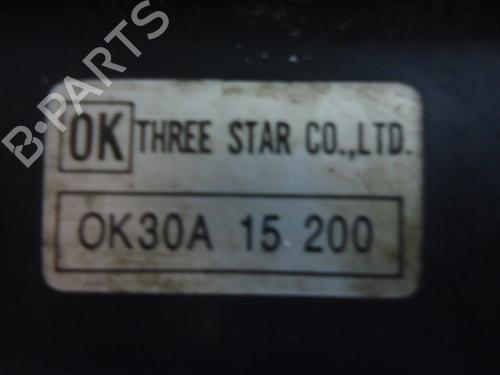 B-PARTS
OK THREE STAR CO.,LTD.
OK30A 15 200